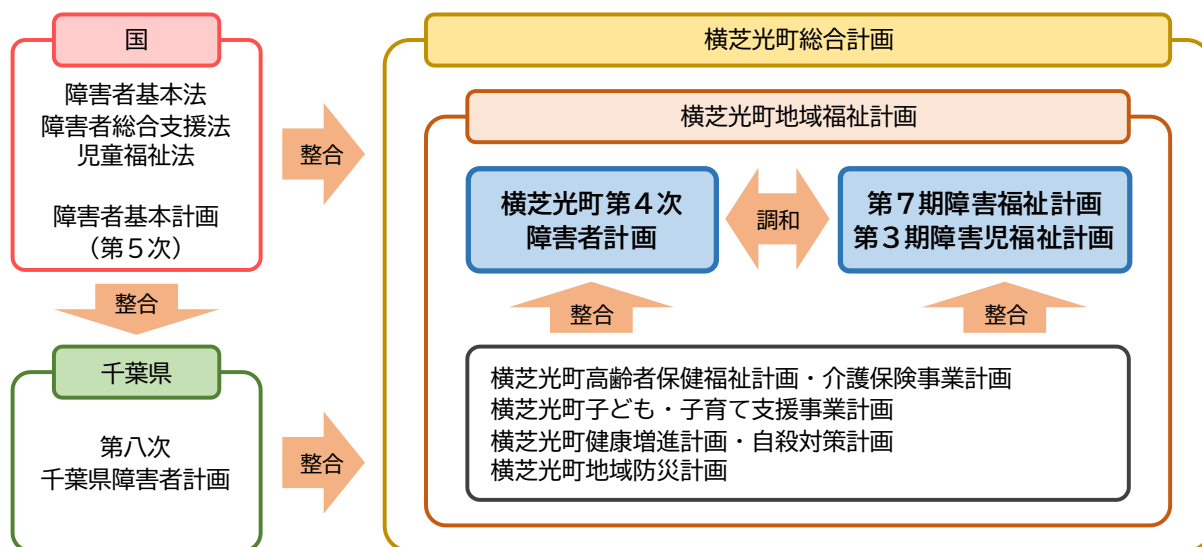 国
障害者基本法
障害者総合支援法
児童福祉法
障害者基本計画
（第５次）
整合
千葉県
第八次
千葉県障害者計画
整合
整合
横芝光町総合計画
横芝光町地域福祉計画
横芝光町第４次
障害者計画
調和
第７期障害福祉計画
第３期障害児福祉計画
整合
整合
横芝光町高齢者保健福祉計画・介護保険事業計画
横芝光町子ども・子育て支援事業計画
横芝光町健康増進計画・自殺対策計画
横芝光町地域防災計画